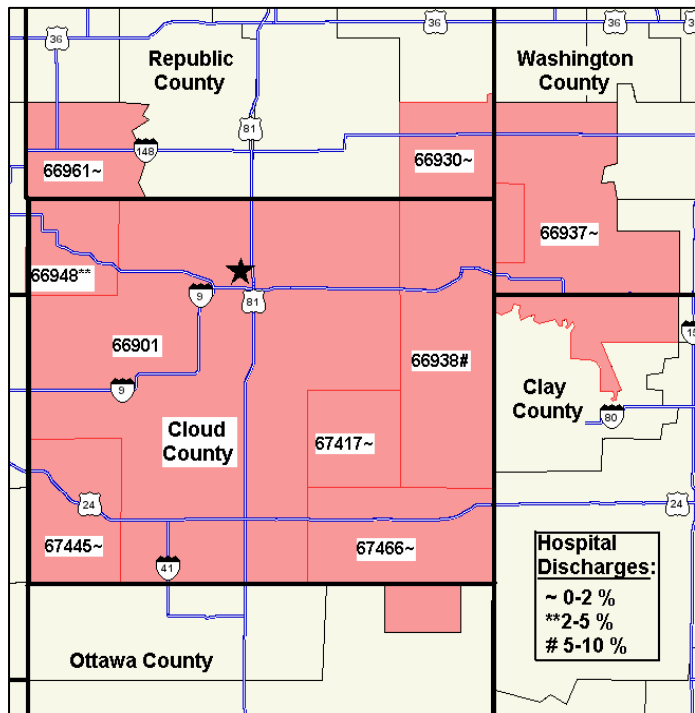 36
36
36
3
Republic
County
Washington
County
81
148
66961~
66930~
66937~
66948**
9
81
66901
66938#
15
9
Clay
County
80
Cloud
County
67417~
24
24
67445~
41
67466~
Hospital
Discharges:
~ 0-2 %
**2-5 %
# 5-10 %
Ottawa County